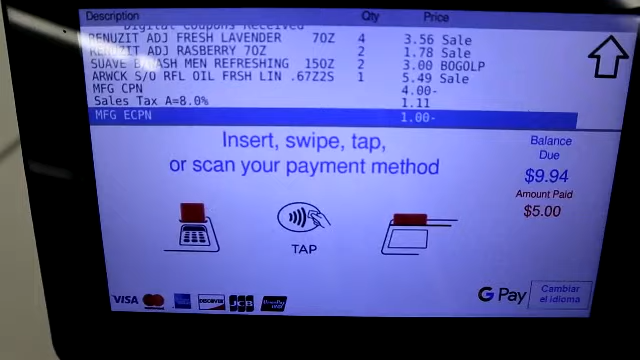 Description Qty Price
Digital Coupons Received
RENUZIT ADJ FRESH LAVENDER 7OZ 4 3.56 Sale
RENUZIT ADJ RASBERRY 7OZ 2 1.78 Sale
SUAVE WASH MEN REFRESHING 15OZ 2 3.00 BOGOLP
ARWCK S/O RFL OIL FRSH LIN .67Z2S 1 5.49 Sale
MFG CPN 4.00-
Sales Tax A=8.0% 1.11
MFG ECPN 1.00-
Insert, swipe, tap,
or scan your payment method
Balance
Due
$9.94
Amount Paid
$5.00
TAP
VISA
DISCOVER
JCB
G Pay
Cambiar
el idioma